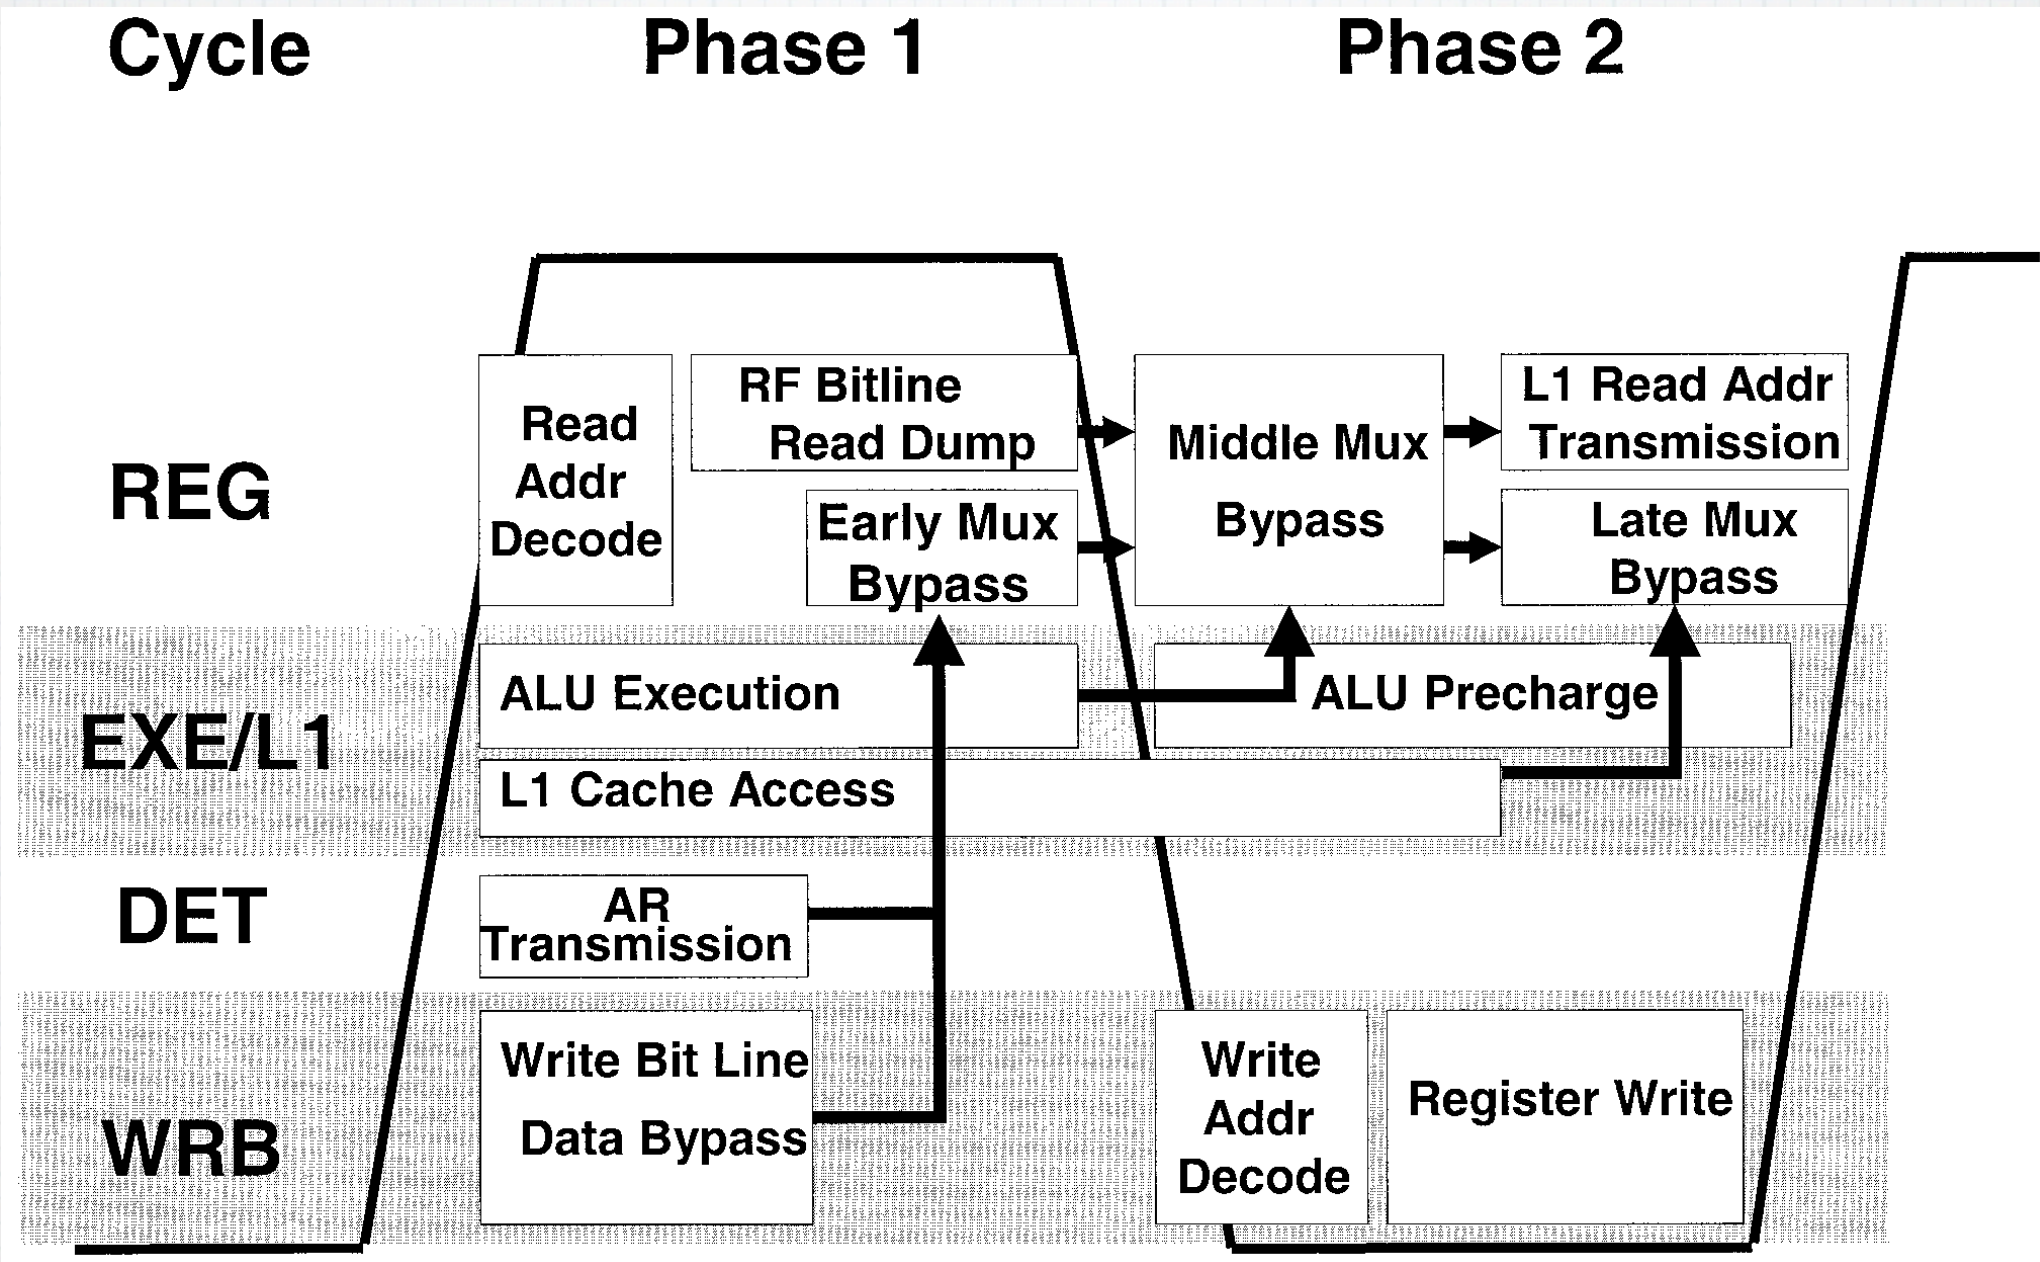 Cycle
Phase 1
Phase 2
REG
Read
Addr
Decode
RF Bitline
Read Dump
Early Mux
Bypass
Middle Mux
Bypass
L1 Read Addr
Transmission
Late Mux
Bypass
EXE/L1
ALU Execution
ALU Precharge
L1 Cache Access
DET
AR
Transmission
WRB
Write Bit Line
Data Bypass
Write
Addr
Decode
Register Write